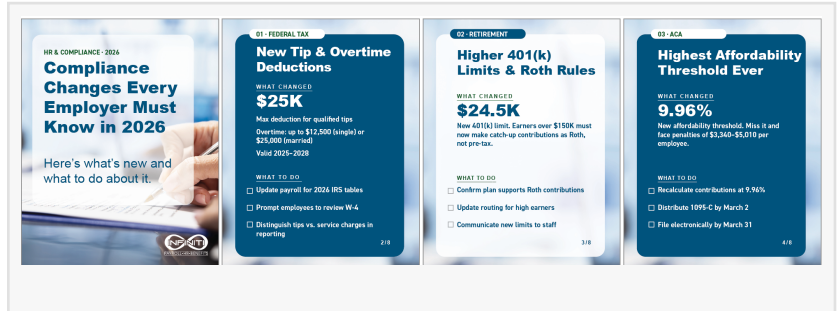 HR & COMPLIANCE · 2026
Compliance
Changes Every
Employer Must
Know in 2026
Here's what's new and
what to do about it.
INFINITI
PAYROLL-HR-BENEFITS
01 · FEDERAL TAX
New Tip & Overtime
Deductions
WHAT CHANGED
$25K
Max deduction for qualified tips
Overtime: up to $12,500 (single) or
$25,000 (married)
Valid 2025–2028
WHAT TO DO
Update payroll for 2026 IRS tables
Prompt employees to review W-4
Distinguish tips vs. service charges in
reporting
2/8
02 · RETIREMENT
Higher 401(k)
Limits & Roth Rules
WHAT CHANGED
$24.5K
New 401(k) limit. Earners over $150K must
now make catch-up contributions as Roth,
not pre-tax.
WHAT TO DO
Confirm plan supports Roth contributions
Update routing for high earners
Communicate new limits to staff
3/8
03 · ACA
Highest Affordability
Threshold Ever
WHAT CHANGED
9.96%
New affordability threshold. Miss it and
face penalties of $3,340–$5,010 per
employee.
WHAT TO DO
Recalculate contributions at 9.96%
Distribute 1095-C by March 2
File electronically by March 31
4/8